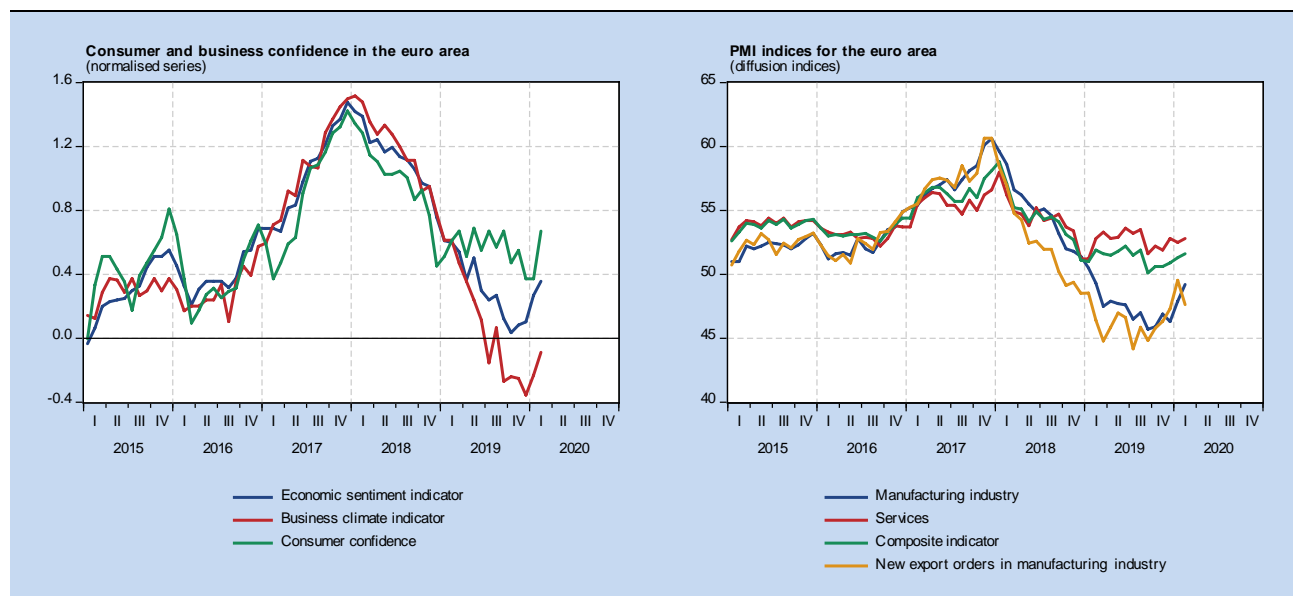 Consumer and business confidence in the euro area
(normalised series)
1.6
1.2
0.8
0.4
0.0
-0.4
I II III IV I II III IV I II III IV I II III IV I II III IV I II III IV
2015 2016 2017 2018 2019 2020
Economic sentiment indicator
Business climate indicator
Consumer confidence
PMI indices for the euro area
(diffusion indices)
65
60
55
50
45
40
I II III IV I II III IV I II III IV I II III IV I II III IV I II III IV
2015 2016 2017 2018 2019 2020
Manufacturing industry
Services
Composite indicator
New export orders in manufacturing industry